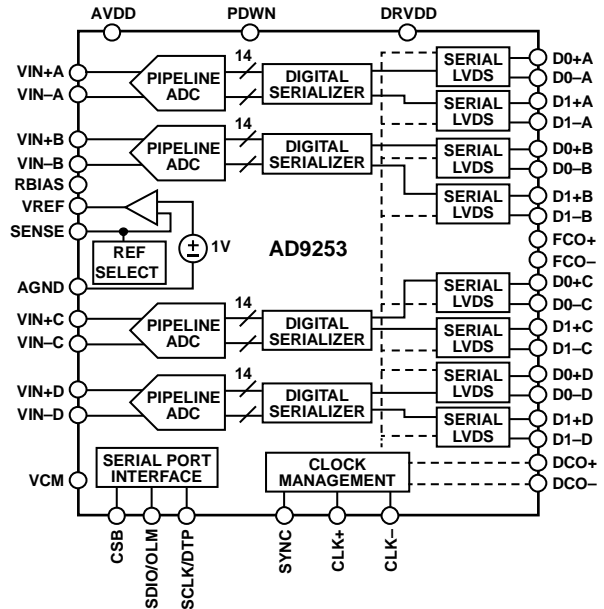 AVDD
PDWN
DRVDD
VIN+A
VIN–A
PIPELINE
ADC
14
DIGITAL
SERIALIZER
SERIAL
LVDS
D0+A
D0–A
SERIAL
LVDS
D1+A
D1–A
VIN+B
VIN–B
PIPELINE
ADC
14
DIGITAL
SERIALIZER
SERIAL
LVDS
D0+B
D0–B
SERIAL
LVDS
D1+B
D1–B
RBIAS
VREF
SENSE
REF
SELECT
1V
AD9253
FCO+
FCO–
AGND
VIN+C
VIN–C
PIPELINE
ADC
14
DIGITAL
SERIALIZER
SERIAL
LVDS
D0+C
D0–C
SERIAL
LVDS
D1+C
D1–C
VIN+D
VIN–D
PIPELINE
ADC
14
DIGITAL
SERIALIZER
SERIAL
LVDS
D0+D
D0–D
SERIAL
LVDS
D1+D
D1–D
VCM
SERIAL PORT
INTERFACE
CLOCK
MANAGEMENT
DCO+
DCO–
CSB
SDIO/OLM
SCLK/DTP
SYNC
CLK+
CLK–